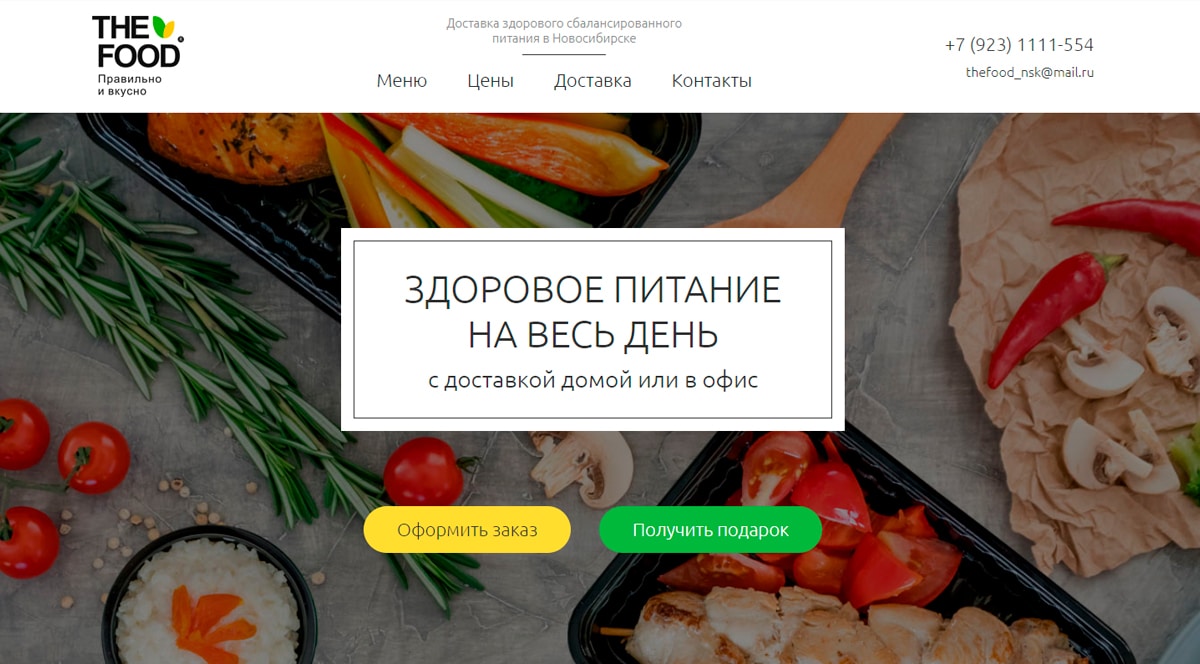 THE
FOOD
Правильно
и вкусно
Доставка здорового сбалансированного
питания в Новосибирске
Меню Цены Доставка Контакты
+7 (923) 1111-554
thefood_nsk@mail.ru
ЗДОРОВОЕ ПИТАНИЕ
НА ВЕСЬ ДЕНЬ
с доставкой домой или в офис
Оформить заказ
Получить подарок